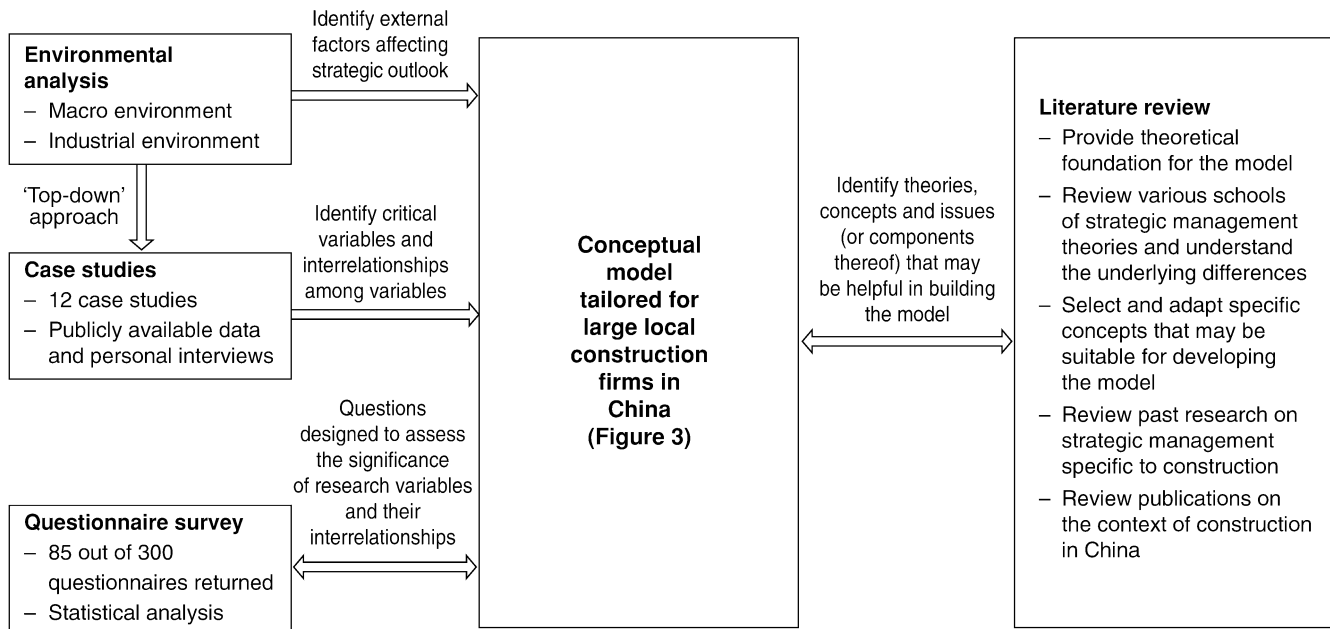 Environmental
analysis
– Macro environment
– Industrial environment
Identify external
factors affecting
strategic outlook
'Top-down'
approach
Case studies
– 12 case studies
– Publicly available data
and personal interviews
Identify critical
variables and
interrelationships
among variables
Questionnaire survey
– 85 out of 300
questionnaires returned
– Statistical analysis
Questions
designed to assess
the significance
of research variables
and their
interrelationships
Conceptual
model
tailored for
large local
construction
firms in
China
(Figure 3)
Identify theories,
concepts and issues
(or components
thereof) that may
be helpful in building
the model
Literature review
– Provide theoretical
foundation for the model
– Review various schools
of strategic management
theories and understand
the underlying differences
– Select and adapt specific
concepts that may be
suitable for developing
the model
– Review past research on
strategic management
specific to construction
– Review publications on
the context of construction
in China